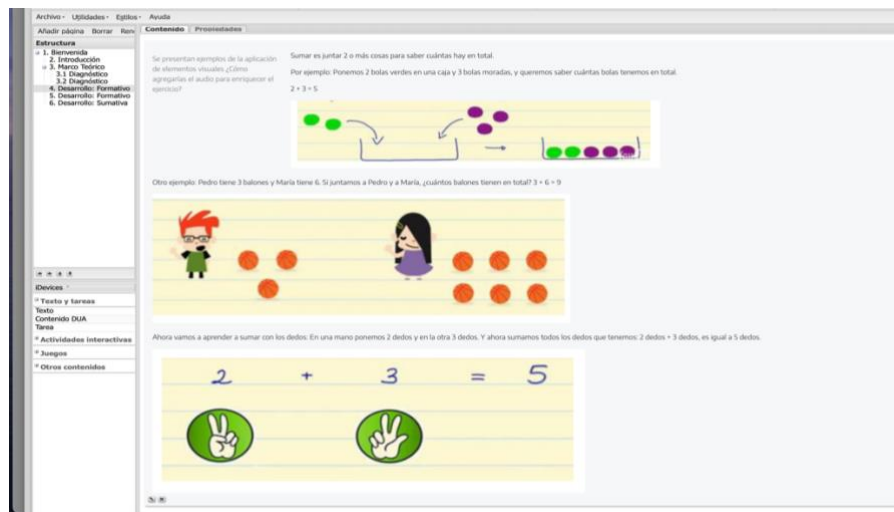 Archivo Utilidades Estilos Ayuda
Añadir página Borrar Ren
Contenido Propiedades
Estructura
1. Bienvenida
2. Introducción
3. Marco Teórico
3.1 Diagnóstico
3.2 Diagnóstico
4. Desarrollo: Formativo
5. Desarrollo: Formativo
6. Desarrollo: Sumativa
iDevices
Texto y tareas
Texto
Contenido DUA
Tarea
Actividades interactivas
Juegos
Otros contenidos
Se presentan ejemplos de la aplicación
de elementos visuales ¿Cómo
agregarías el audio para enriquecer el
ejercicio?
Sumar es juntar 2 o más cosas para saber cuántas hay en total.
Por ejemplo: Ponemos 2 bolas verdes en una caja y 3 bolas moradas, y queremos saber cuántas bolas tenemos en total.
2 + 3 = 5
Otro ejemplo: Pedro tiene 3 balones y María tiene 6. Si juntamos a Pedro y a María, ¿cuántos balones tienen en total? 3 + 6 = 9
Ahora vamos a aprender a sumar con los dedos: En una mano ponemos 2 dedos y en la otra 3 dedos. Y ahora sumamos todos los dedos que tenemos: 2 dedos + 3 dedos, es igual a 5 dedos.
2 + 3 = 5